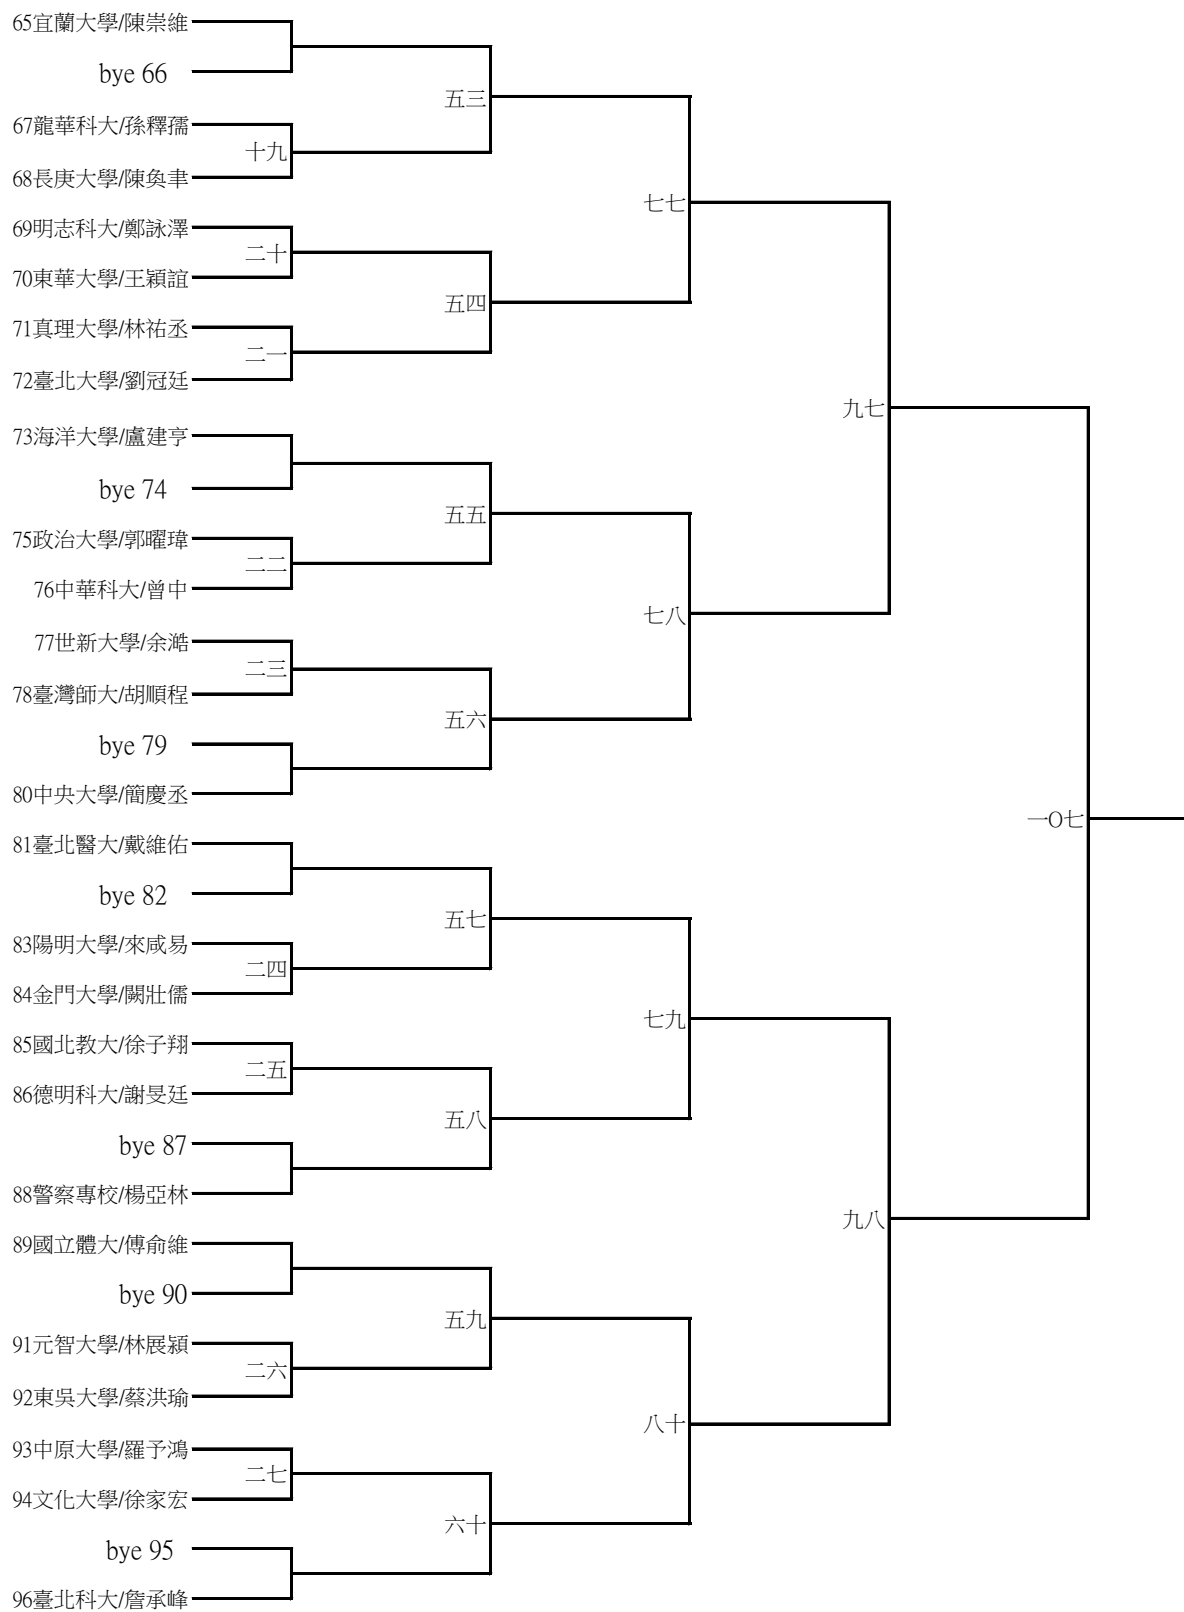 65宜蘭大學/陳崇維
bye 66
五三
67龍華科大/孫釋孺
十九
68長庚大學/陳奐聿
七七
69明志科大/鄭詠澤
二十
70東華大學/王穎誼
五四
71真理大學/林祐丞
二一
72臺北大學/劉冠廷
九七
73海洋大學/盧建亨
bye 74
五五
75政治大學/郭曜瑋
二二
76中華科大/曾中
七八
77世新大學/余澔
二三
78臺灣師大/胡順程
五六
bye 79
80中央大學/簡慶丞
一0七
81臺北醫大/戴維佑
bye 82
五七
83陽明大學/來咸易
二四
84金門大學/闕壯儒
七九
85國北教大/徐子翔
二五
86德明科大/謝旻廷
五八
bye 87
88警察專校/楊亞林
九八
89國立體大/傅俞維
bye 90
五九
91元智大學/林展潁
二六
92東吳大學/蔡洪瑜
八十
93中原大學/羅予鴻
二七
94文化大學/徐家宏
六十
bye 95
96臺北科大/詹承峰